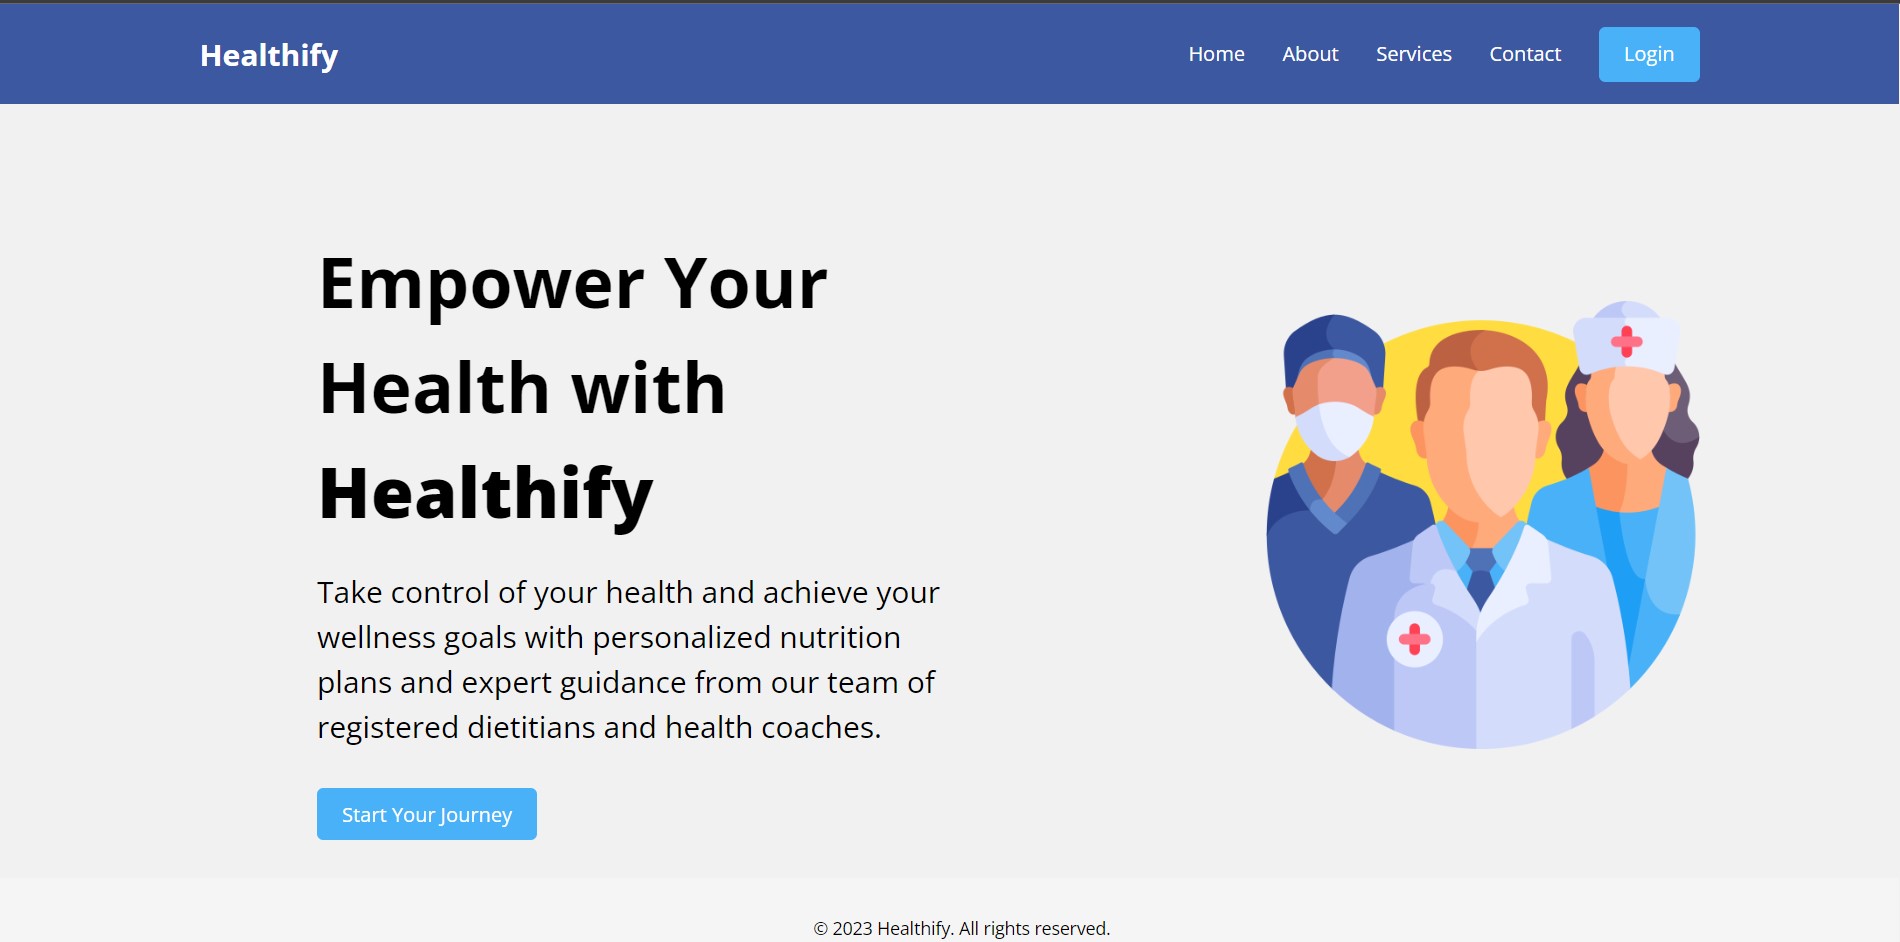 Healthify
Home
About
Services
Contact
Login
Empower Your
Health with
Healthify
Take control of your health and achieve your
wellness goals with personalized nutrition
plans and expert guidance from our team of
registered dietitians and health coaches.
Start Your Journey
© 2023 Healthify. All rights reserved.